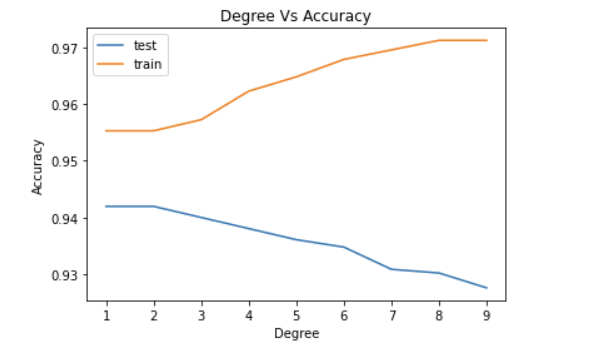 Degree Vs Accuracy
test
train
0.97
0.96
0.95
0.94
0.93
Accuracy
1 2 3 4 5 6 7 8 9
Degree